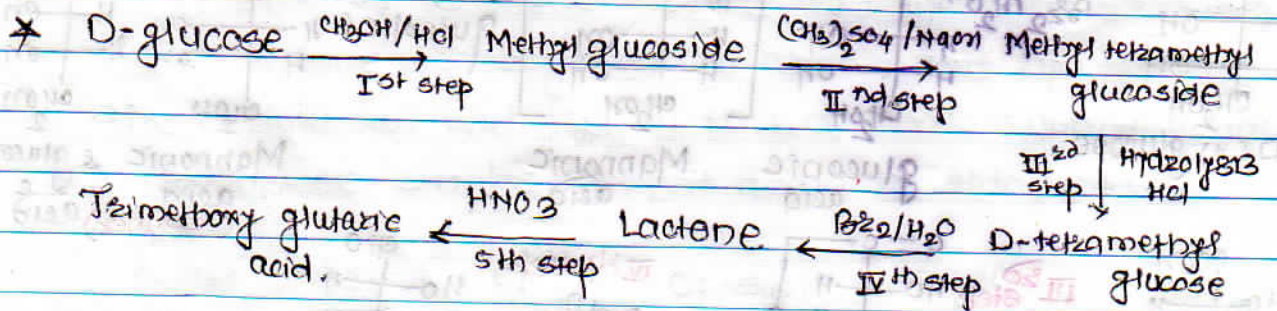 * D-glucose CH3OH/HCl Methyl glucoside (CH3)2SO4/NaOH Methyl tetramethyl
Ist step IInd step glucoside
IIIrd step Hydrolysis HCl
Trimethoxy glutaric HNO3 Lactone Br2/H2O D-tetramethyl
acid. 5th step IVth step glucose